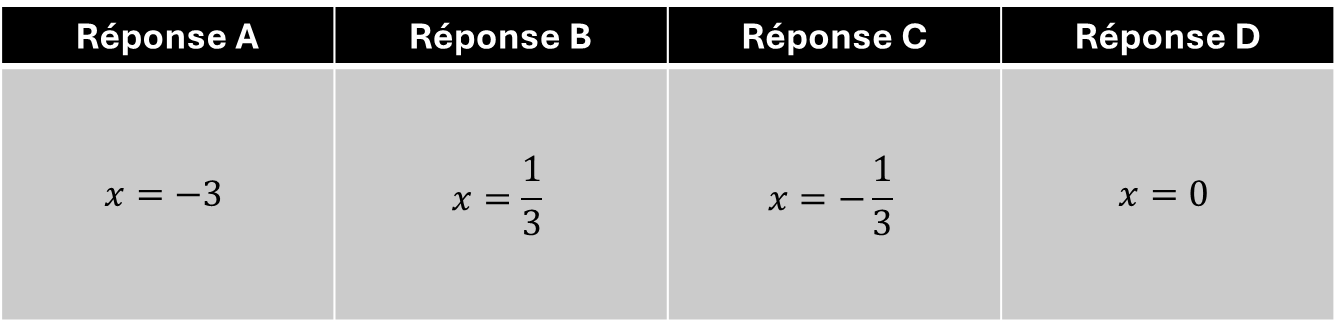 Réponse A Réponse B Réponse C Réponse D
x = −3 x = 1/3 x = −1/3 x = 0